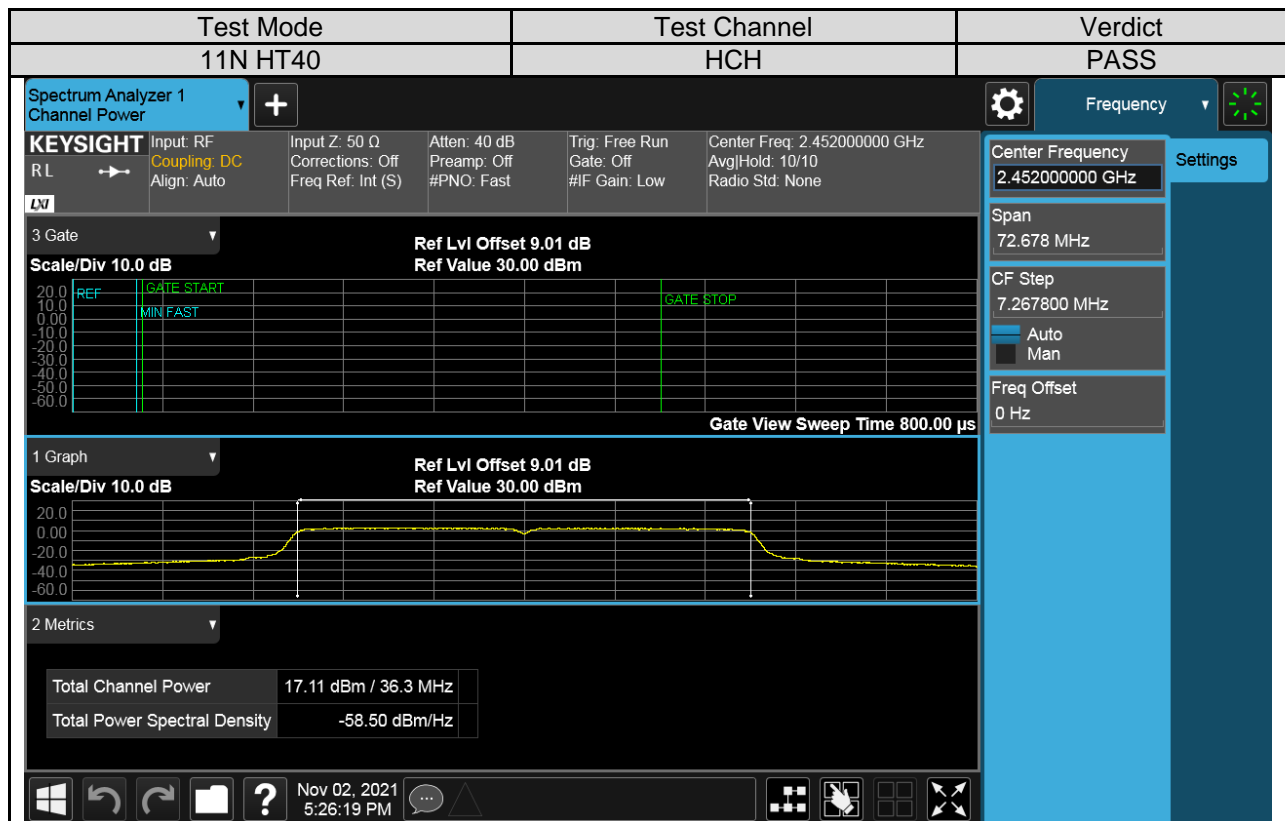 Test Mode Test Channel Verdict
11N HT40 HCH PASS
Spectrum Analyzer 1
Channel Power
+
Frequency
KEYSIGHT
RL
LXI
Input: RF
Coupling: DC
Align: Auto
Input Z: 50 Ω
Corrections: Off
Freq Ref: Int (S)
Atten: 40 dB
Preamp: Off
#PNO: Fast
Trig: Free Run
Gate: Off
#IF Gain: Low
Center Freq: 2.452000000 GHz
Avg|Hold: 10/10
Radio Std: None
Center Frequency
2.452000000 GHz
Settings
Span
72.678 MHz
CF Step
7.267800 MHz
Auto
Man
Freq Offset
0 Hz
3 Gate
Scale/Div 10.0 dB
Ref Lvl Offset 9.01 dB
Ref Value 30.00 dBm
20.0
10.0
0.00
-10.0
-20.0
-30.0
-40.0
-50.0
-60.0
REF
GATE START
MIN FAST
GATE STOP
Gate View Sweep Time 800.00 µs
1 Graph
Scale/Div 10.0 dB
Ref Lvl Offset 9.01 dB
Ref Value 30.00 dBm
20.0
0.00
-20.0
-40.0
-60.0
2 Metrics
Total Channel Power 17.11 dBm / 36.3 MHz
Total Power Spectral Density -58.50 dBm/Hz
?
Nov 02, 2021
5:26:19 PM